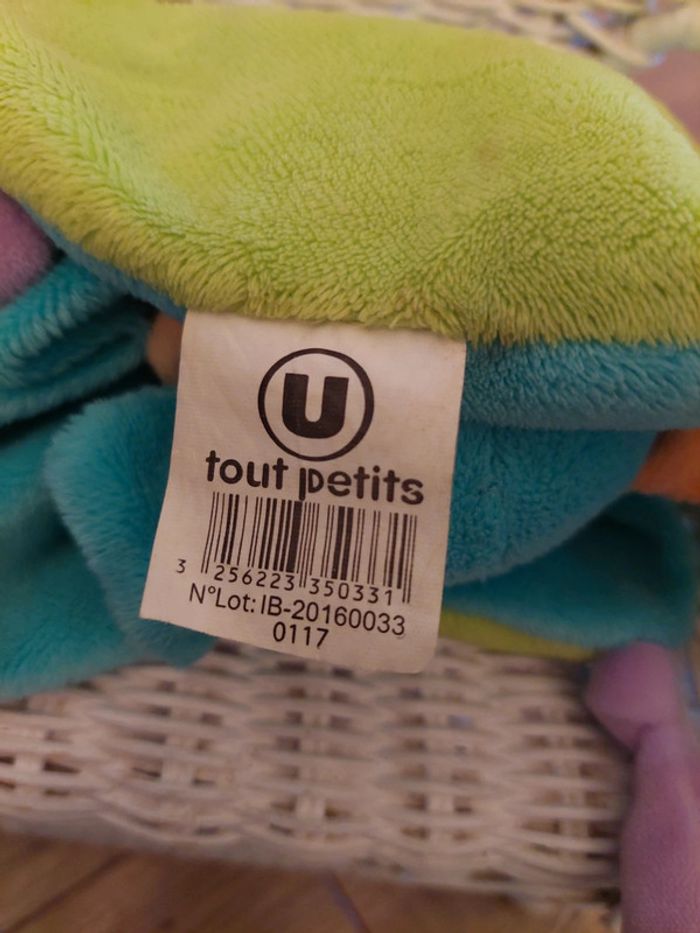 U
tout petits
3 256223 350331
N°Lot: IB-20160033
0117